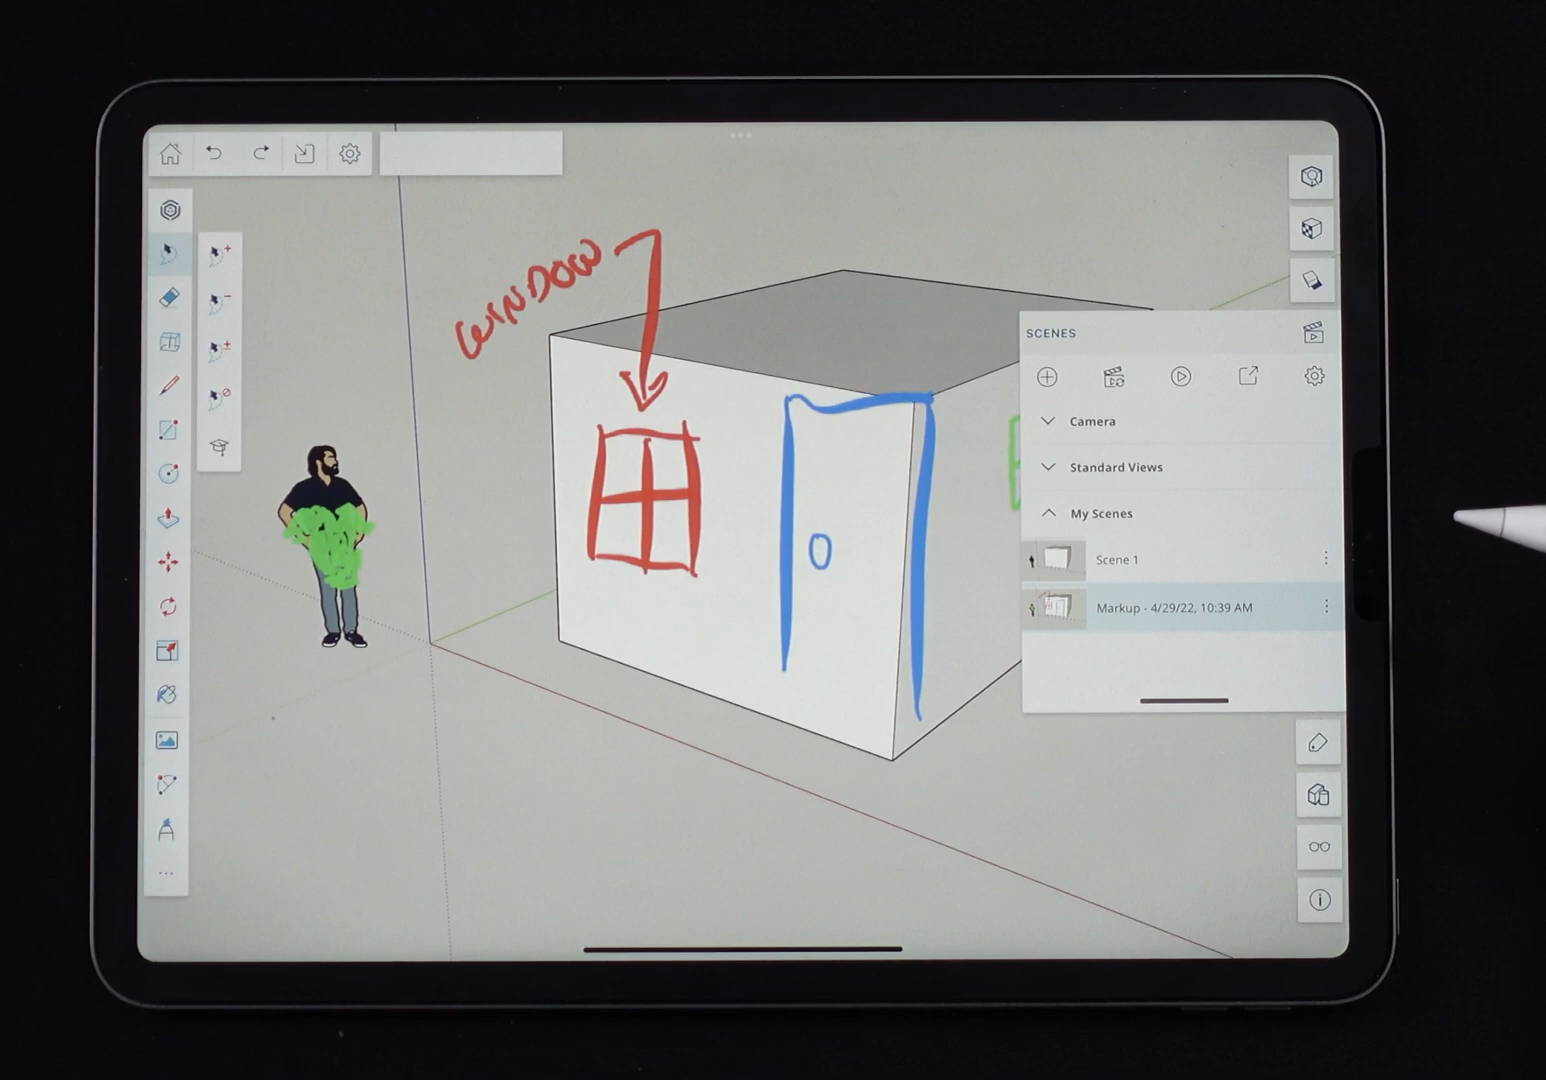 WINDOW
SCENES
Camera
Standard Views
My Scenes
Scene 1
Markup - 4/29/22, 10:39 AM